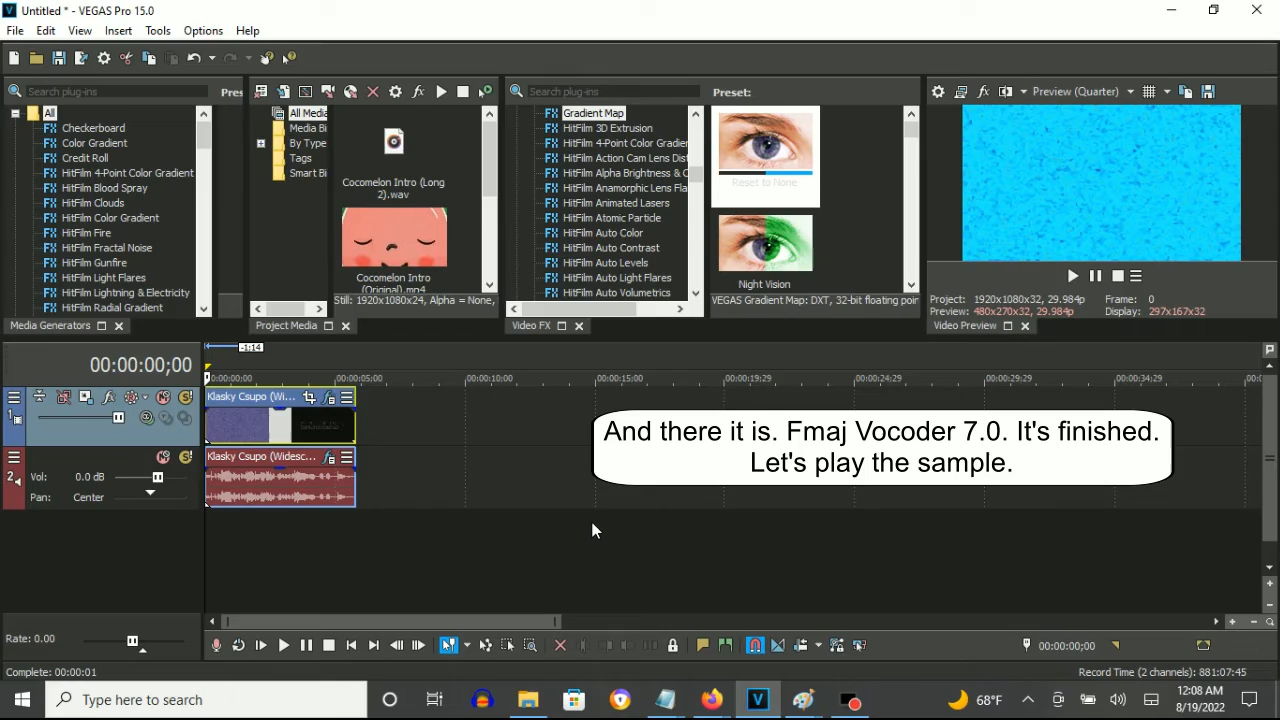 Untitled * - VEGAS Pro 15.0
File Edit View Insert Tools Options Help
Search plug-ins
Pres
Search plug-ins
Preset:
Preview (Quarter)
All
Checkerboard
Color Gradient
Credit Roll
HitFilm 4-Point Color Gradient
HitFilm Blood Spray
HitFilm Clouds
HitFilm Color Gradient
HitFilm Fire
HitFilm Fractal Noise
HitFilm Gunfire
HitFilm Light Flares
HitFilm Lightning & Electricity
HitFilm Radial Gradient
All Media
Media Bi
By Type
Tags
Smart Bi
Cocomelon Intro (Long
2).wav
Cocomelon Intro
(Original).mp4
Still: 1920x1080x24, Alpha = None,
Gradient Map
HitFilm 3D Extrusion
HitFilm 4-Point Color Gradier
HitFilm Action Cam Lens Dist
HitFilm Alpha Brightness & C
HitFilm Anamorphic Lens Fla
HitFilm Animated Lasers
HitFilm Atomic Particle
HitFilm Auto Color
HitFilm Auto Contrast
HitFilm Auto Levels
HitFilm Auto Light Flares
HitFilm Auto Volumetrics
Reset to None
Night Vision
VEGAS Gradient Map: DXT, 32-bit floating poin
Project: 1920x1080x32, 29.984p Frame: 0
Preview: 480x270x32, 29.984p Display: 297x167x32
Media Generators
Project Media
Video FX
Video Preview
00:00:00;00
-1:14
0:00:00:00 00:00:05;00 00:00:10;00 00:00:15;00 00:00:19;29 00:00:24;29 00:00:29;29 00:00:34;29 00:0
1
Klasky Csupo (Wi...
And there it is. Fmaj Vocoder 7.0. It's finished.
Let's play the sample.
2
Klasky Csupo (Widesc...
Vol: 0.0 dB
Pan: Center
Rate: 0.00
00:00:00;00
Complete: 00:00:01
Record Time (2 channels): 881:07:45
Type here to search
68°F
12:08 AM
8/19/2022